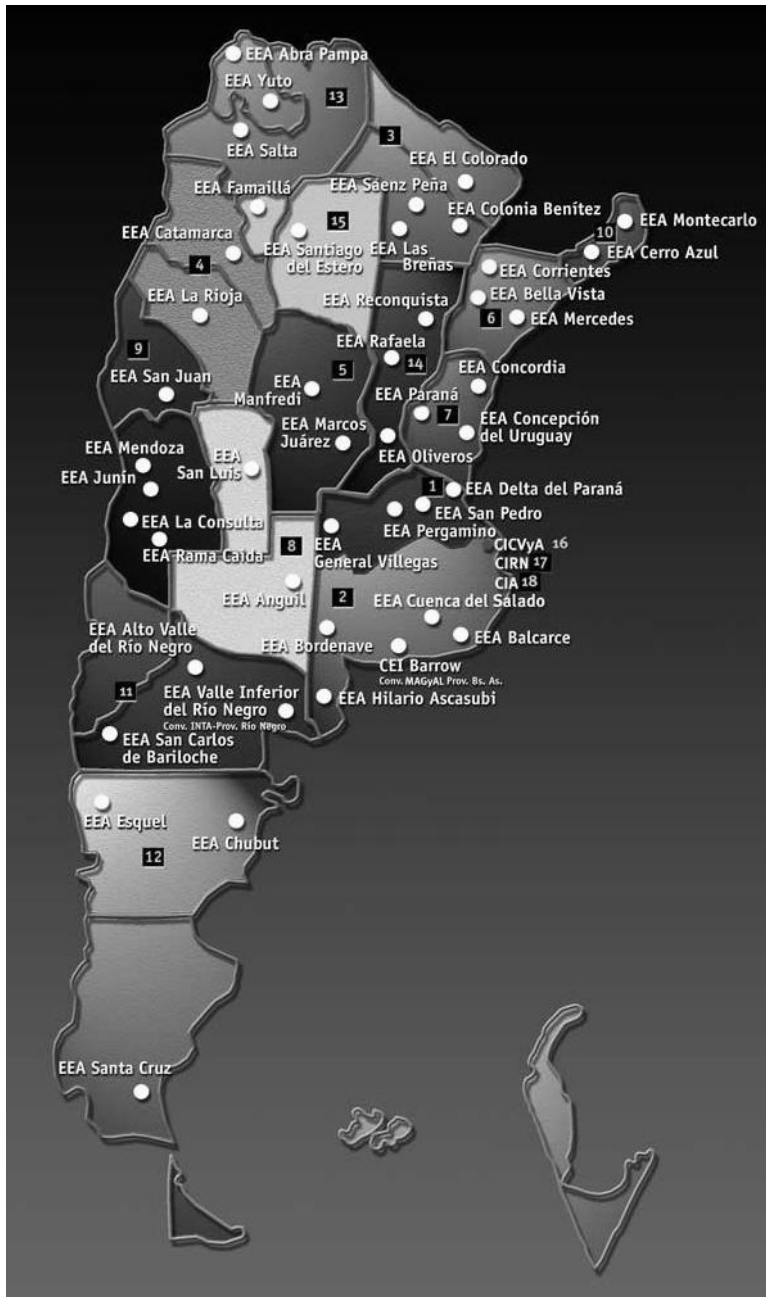 EEA Abra Pampa
EEA Yuto
13
EEA Salta
3
EEA El Colorado
EEA Famaillá
EEA Sáenz Peña
15
EEA Colonia Benítez
EEA Montecarlo
10
EEA Catamarca
EEA Santiago
del Estero
EEA Las
Breñas
EEA Cerro Azul
4
EEA Corrientes
EEA La Rioja
EEA Reconquista
EEA Bella Vista
6
EEA Mercedes
9
EEA Rafaela
5
14
EEA San Juan
EEA
Manfredi
EEA Concordia
EEA Paraná
7
EEA Marcos
Juárez
EEA Concepción
del Uruguay
EEA Mendoza
EEA
San Luis
EEA Oliveros
EEA Junín
1
EEA Delta del Paraná
EEA San Pedro
EEA La Consulta
EEA Pergamino
EEA Rama Caída
8
EEA
General Villegas
CICVyA 16
CIRN 17
CIA 18
EEA Anguil
2
EEA Cuenca del Salado
EEA Alto Valle
del Río Negro
EEA Bordenave
EEA Balcarce
CEI Barrow
Conv. MAGyAL Prov. Bs. As.
11
EEA Valle Inferior
del Río Negro
Conv. INTA-Prov. Río Negro
EEA Hilario Ascasubi
EEA San Carlos
de Bariloche
EEA Esquel
EEA Chubut
12
EEA Santa Cruz